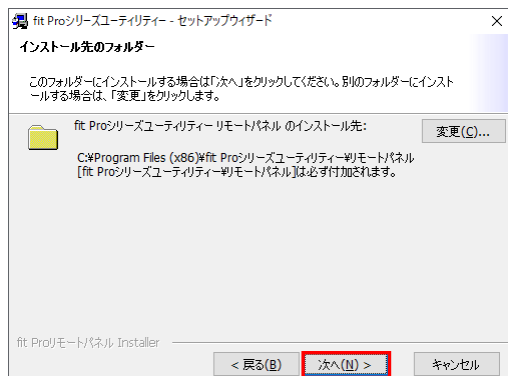 fit Proシリーズユーティリティー - セットアップウィザード
インストール先のフォルダー
このフォルダーにインストールする場合は「次へ」をクリックしてください。別のフォルダーにインスト
ールする場合は、「変更」をクリックします。
fit Proシリーズユーティリティー リモートパネル のインストール先:
変更(C)...
C:¥Program Files (x86)¥fit Proシリーズユーティリティー¥リモートパネル
[fit Proシリーズユーティリティー¥リモートパネル]は必ず付加されます。
fit Proリモートパネル Installer
< 戻る(B)
次へ(N) >
キャンセル